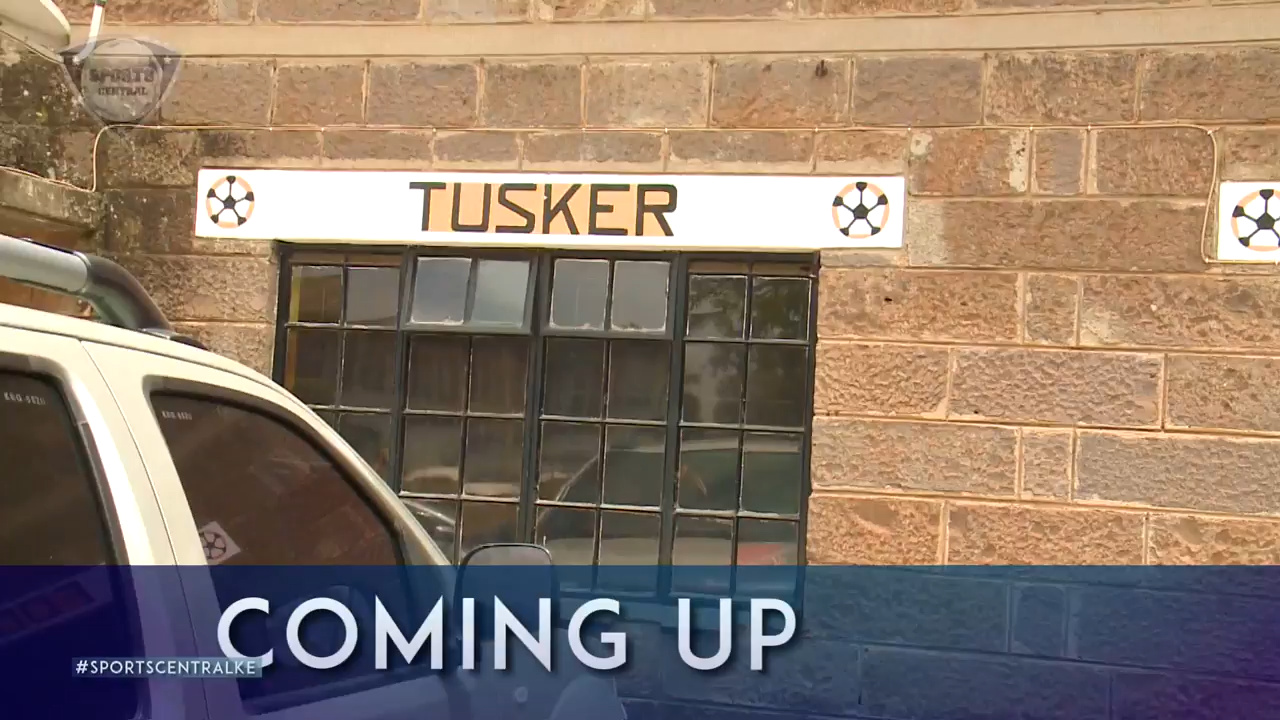 SPORTS
CENTRAL
TUSKER
COMING UP
#SPORTSCENTRALKE